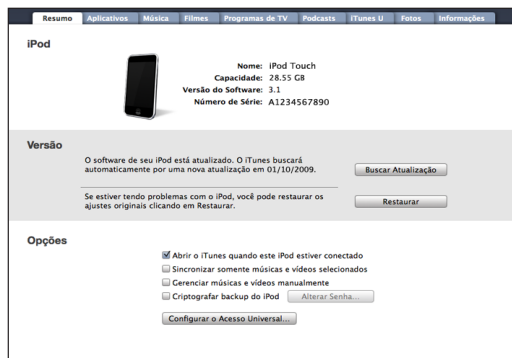 Resumo Aplicativos Música Filmes Programas de TV Podcasts iTunes U Fotos Informações
iPod
Nome: iPod Touch
Capacidade: 28.55 GB
Versão do Software: 3.1
Número de Série: A1234567890
Versão
O software de seu iPod está atualizado. O iTunes buscará
automaticamente por uma nova atualização em 01/10/2009.
Buscar Atualização
Se estiver tendo problemas com o iPod, você pode restaurar os
ajustes originais clicando em Restaurar.
Restaurar
Opções
Abrir o iTunes quando este iPod estiver conectado
Sincronizar somente músicas e vídeos selecionados
Gerenciar músicas e vídeos manualmente
Criptografar backup do iPod Alterar Senha...
Configurar o Acesso Universal...